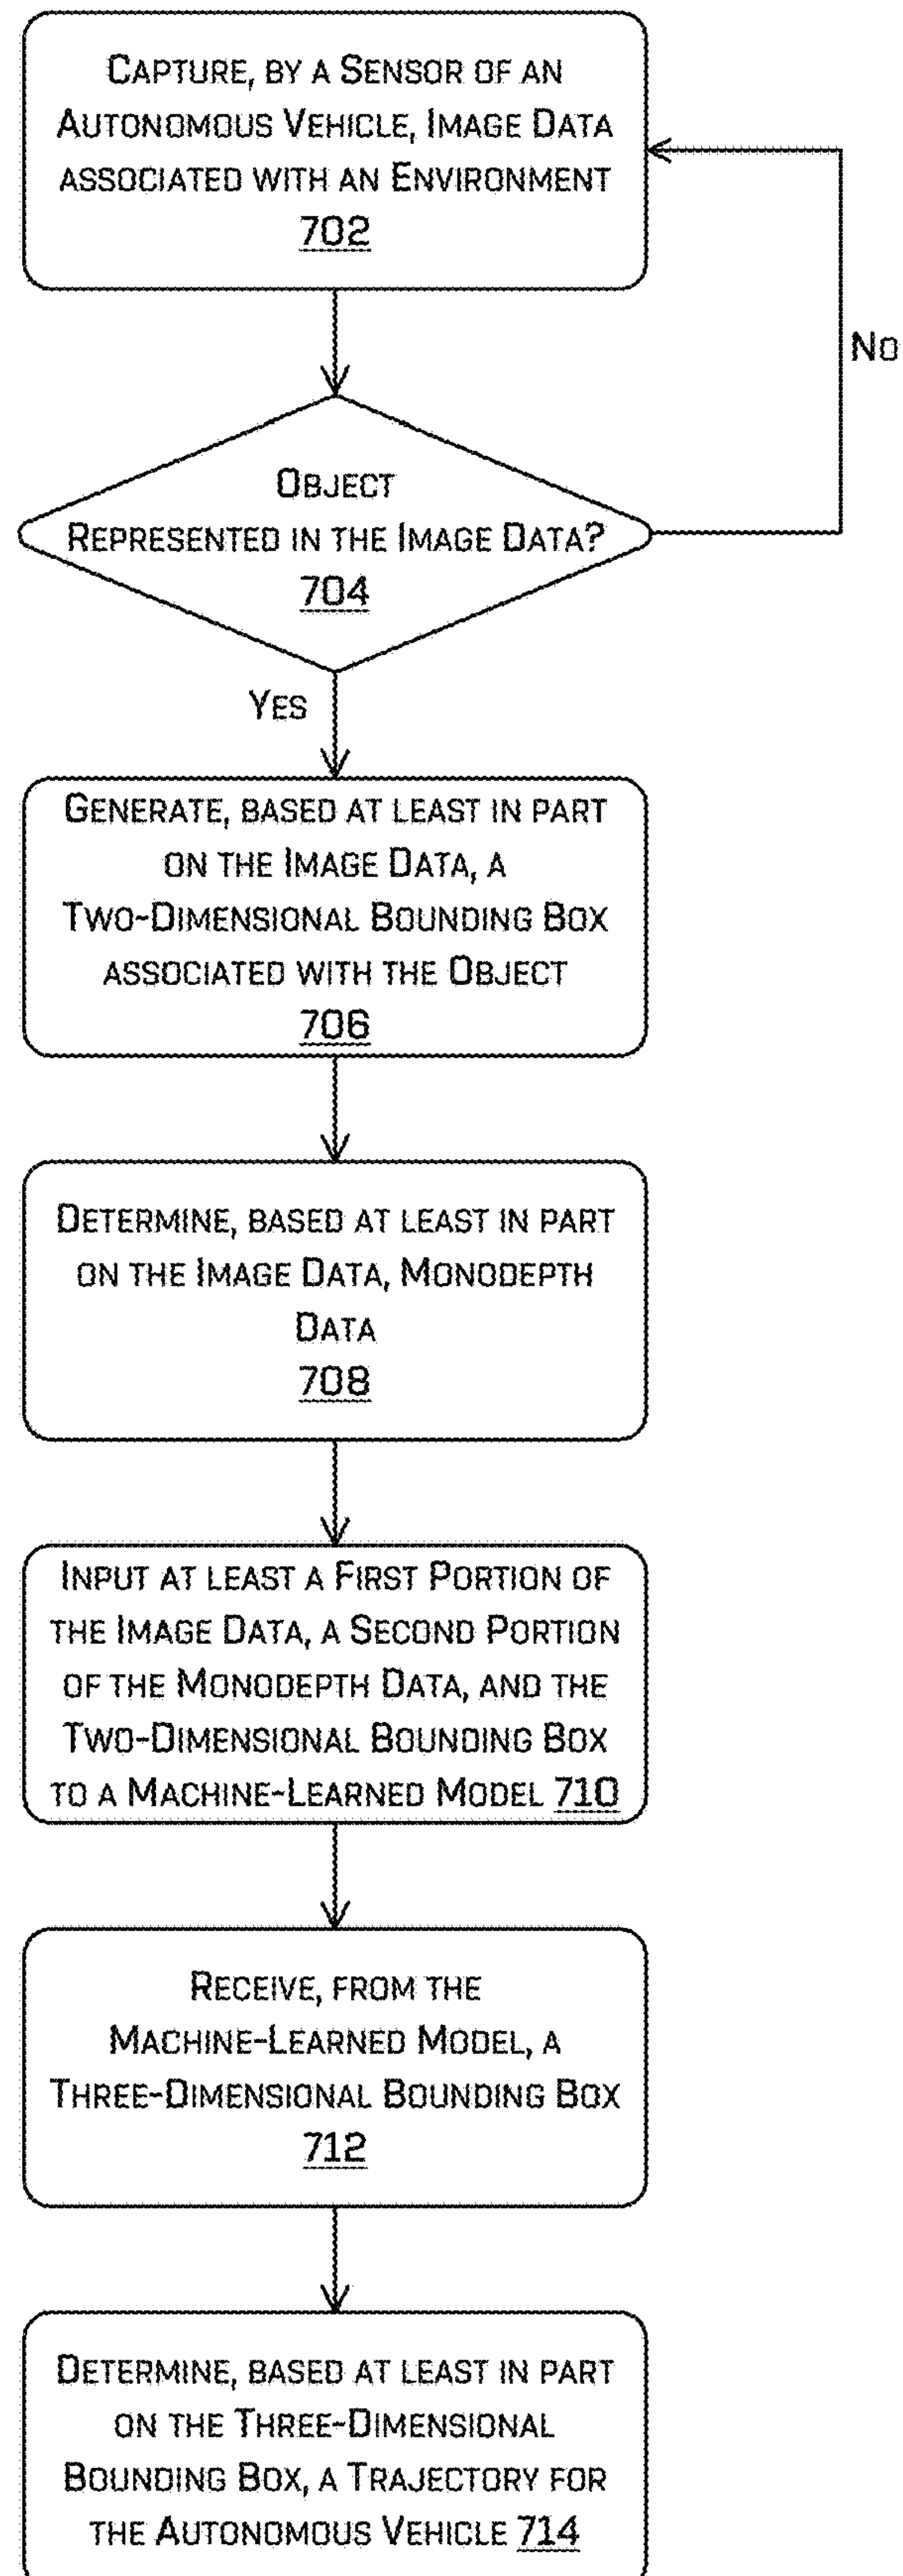 CAPTURE, BY A SENSOR OF AN
AUTONOMOUS VEHICLE, IMAGE DATA
ASSOCIATED WITH AN ENVIRONMENT
702
NO
OBJECT
REPRESENTED IN THE IMAGE DATA?
704
YES
GENERATE, BASED AT LEAST IN PART
ON THE IMAGE DATA, A
TWO-DIMENSIONAL BOUNDING BOX
ASSOCIATED WITH THE OBJECT
706
DETERMINE, BASED AT LEAST IN PART
ON THE IMAGE DATA, MONODEPTH
DATA
708
INPUT AT LEAST A FIRST PORTION OF
THE IMAGE DATA, A SECOND PORTION
OF THE MONODEPTH DATA, AND THE
TWO-DIMENSIONAL BOUNDING BOX
TO A MACHINE-LEARNED MODEL 710
RECEIVE, FROM THE
MACHINE-LEARNED MODEL, A
THREE-DIMENSIONAL BOUNDING BOX
712
DETERMINE, BASED AT LEAST IN PART
ON THE THREE-DIMENSIONAL
BOUNDING BOX, A TRAJECTORY FOR
THE AUTONOMOUS VEHICLE 714